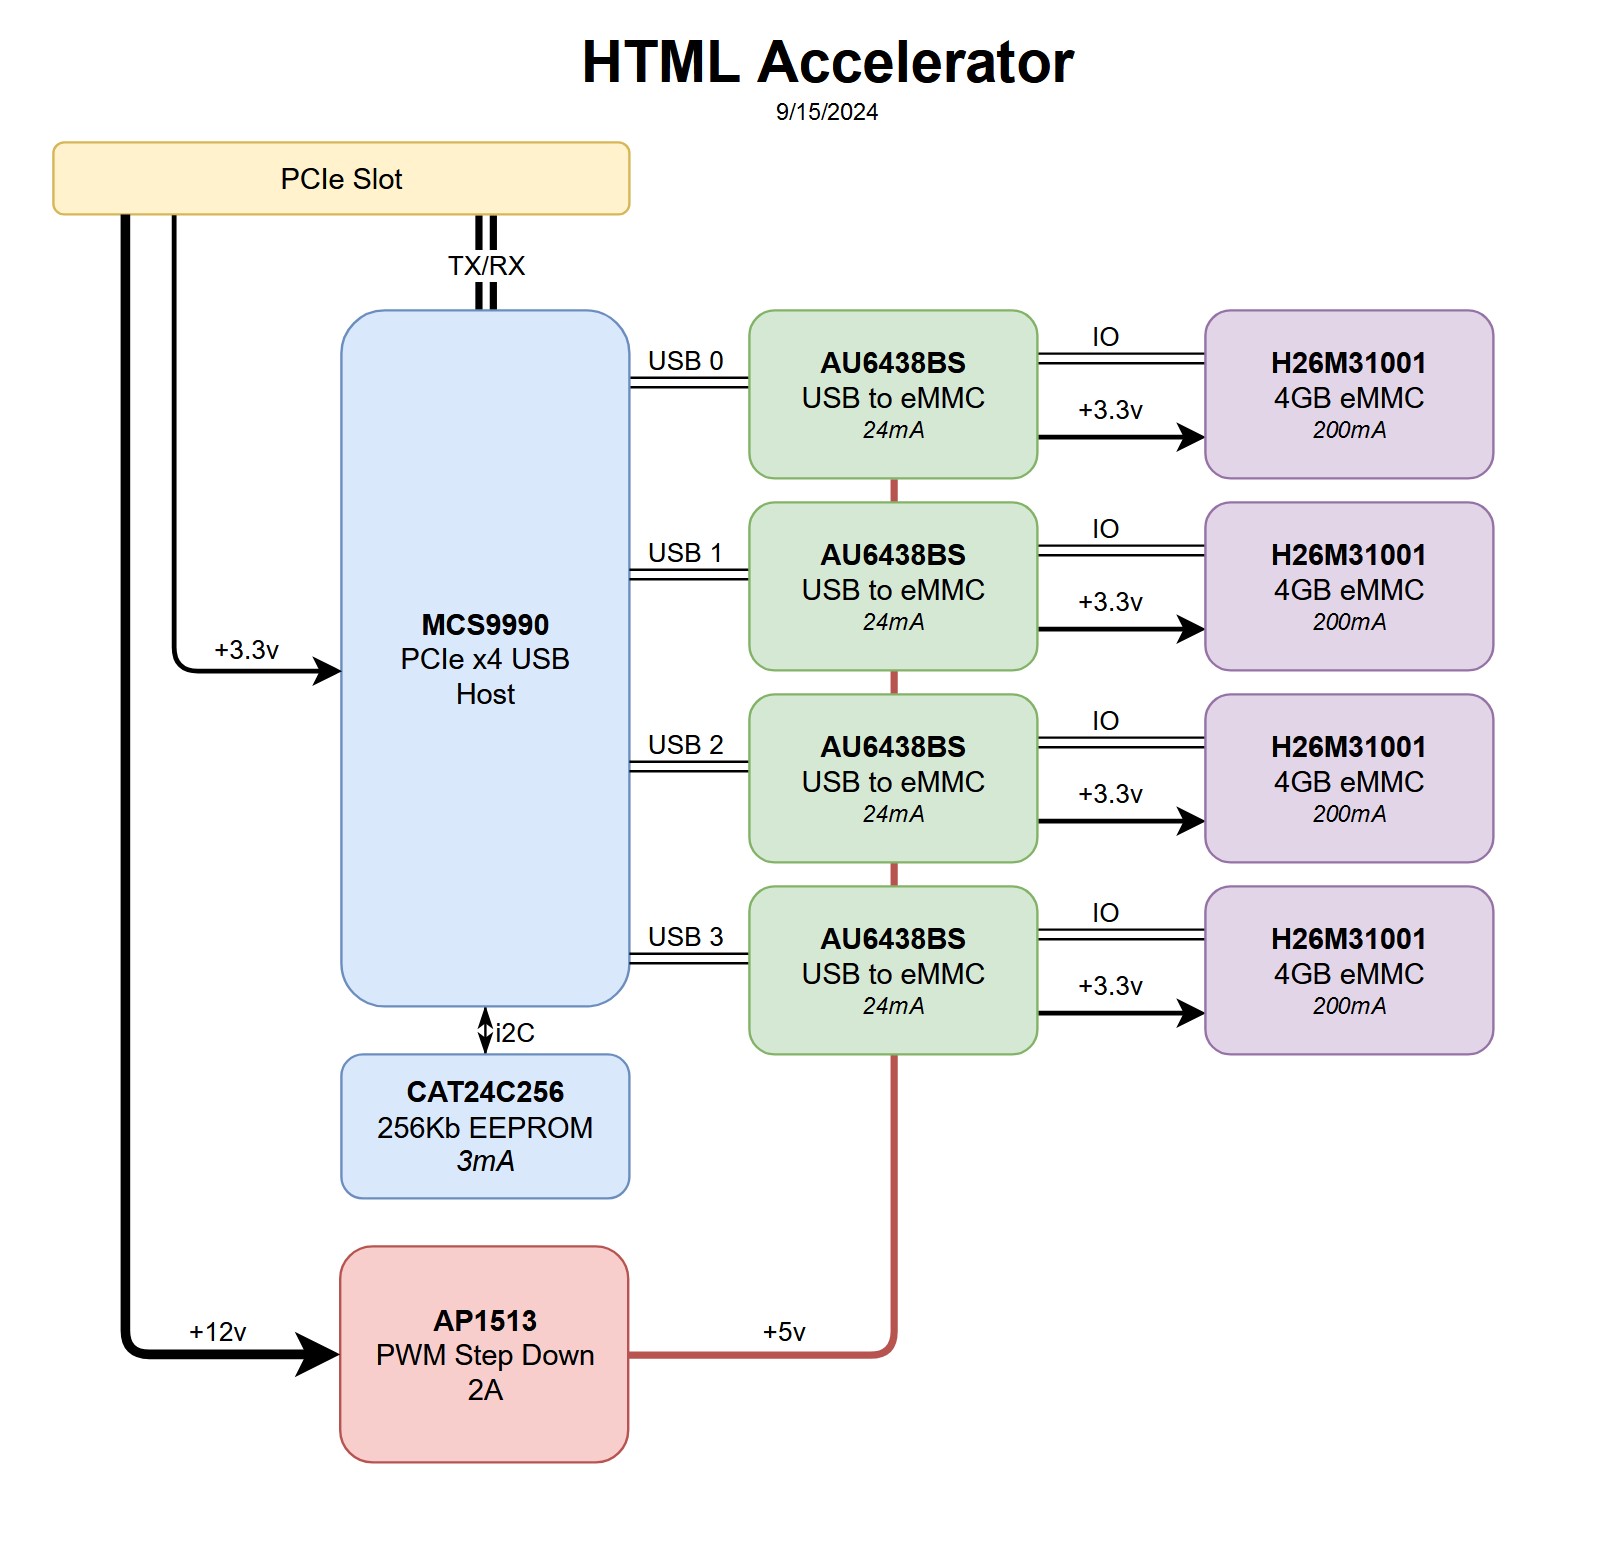 HTML Accelerator
9/15/2024
PCIe Slot
TX/RX
+3.3v
MCS9990
PCIe x4 USB
Host
USB 0
AU6438BS
USB to eMMC
24mA
IO
+3.3v
H26M31001
4GB eMMC
200mA
USB 1
AU6438BS
USB to eMMC
24mA
IO
+3.3v
H26M31001
4GB eMMC
200mA
USB 2
AU6438BS
USB to eMMC
24mA
IO
+3.3v
H26M31001
4GB eMMC
200mA
USB 3
AU6438BS
USB to eMMC
24mA
IO
+3.3v
H26M31001
4GB eMMC
200mA
i2C
CAT24C256
256Kb EEPROM
3mA
+12v
AP1513
PWM Step Down
2A
+5v